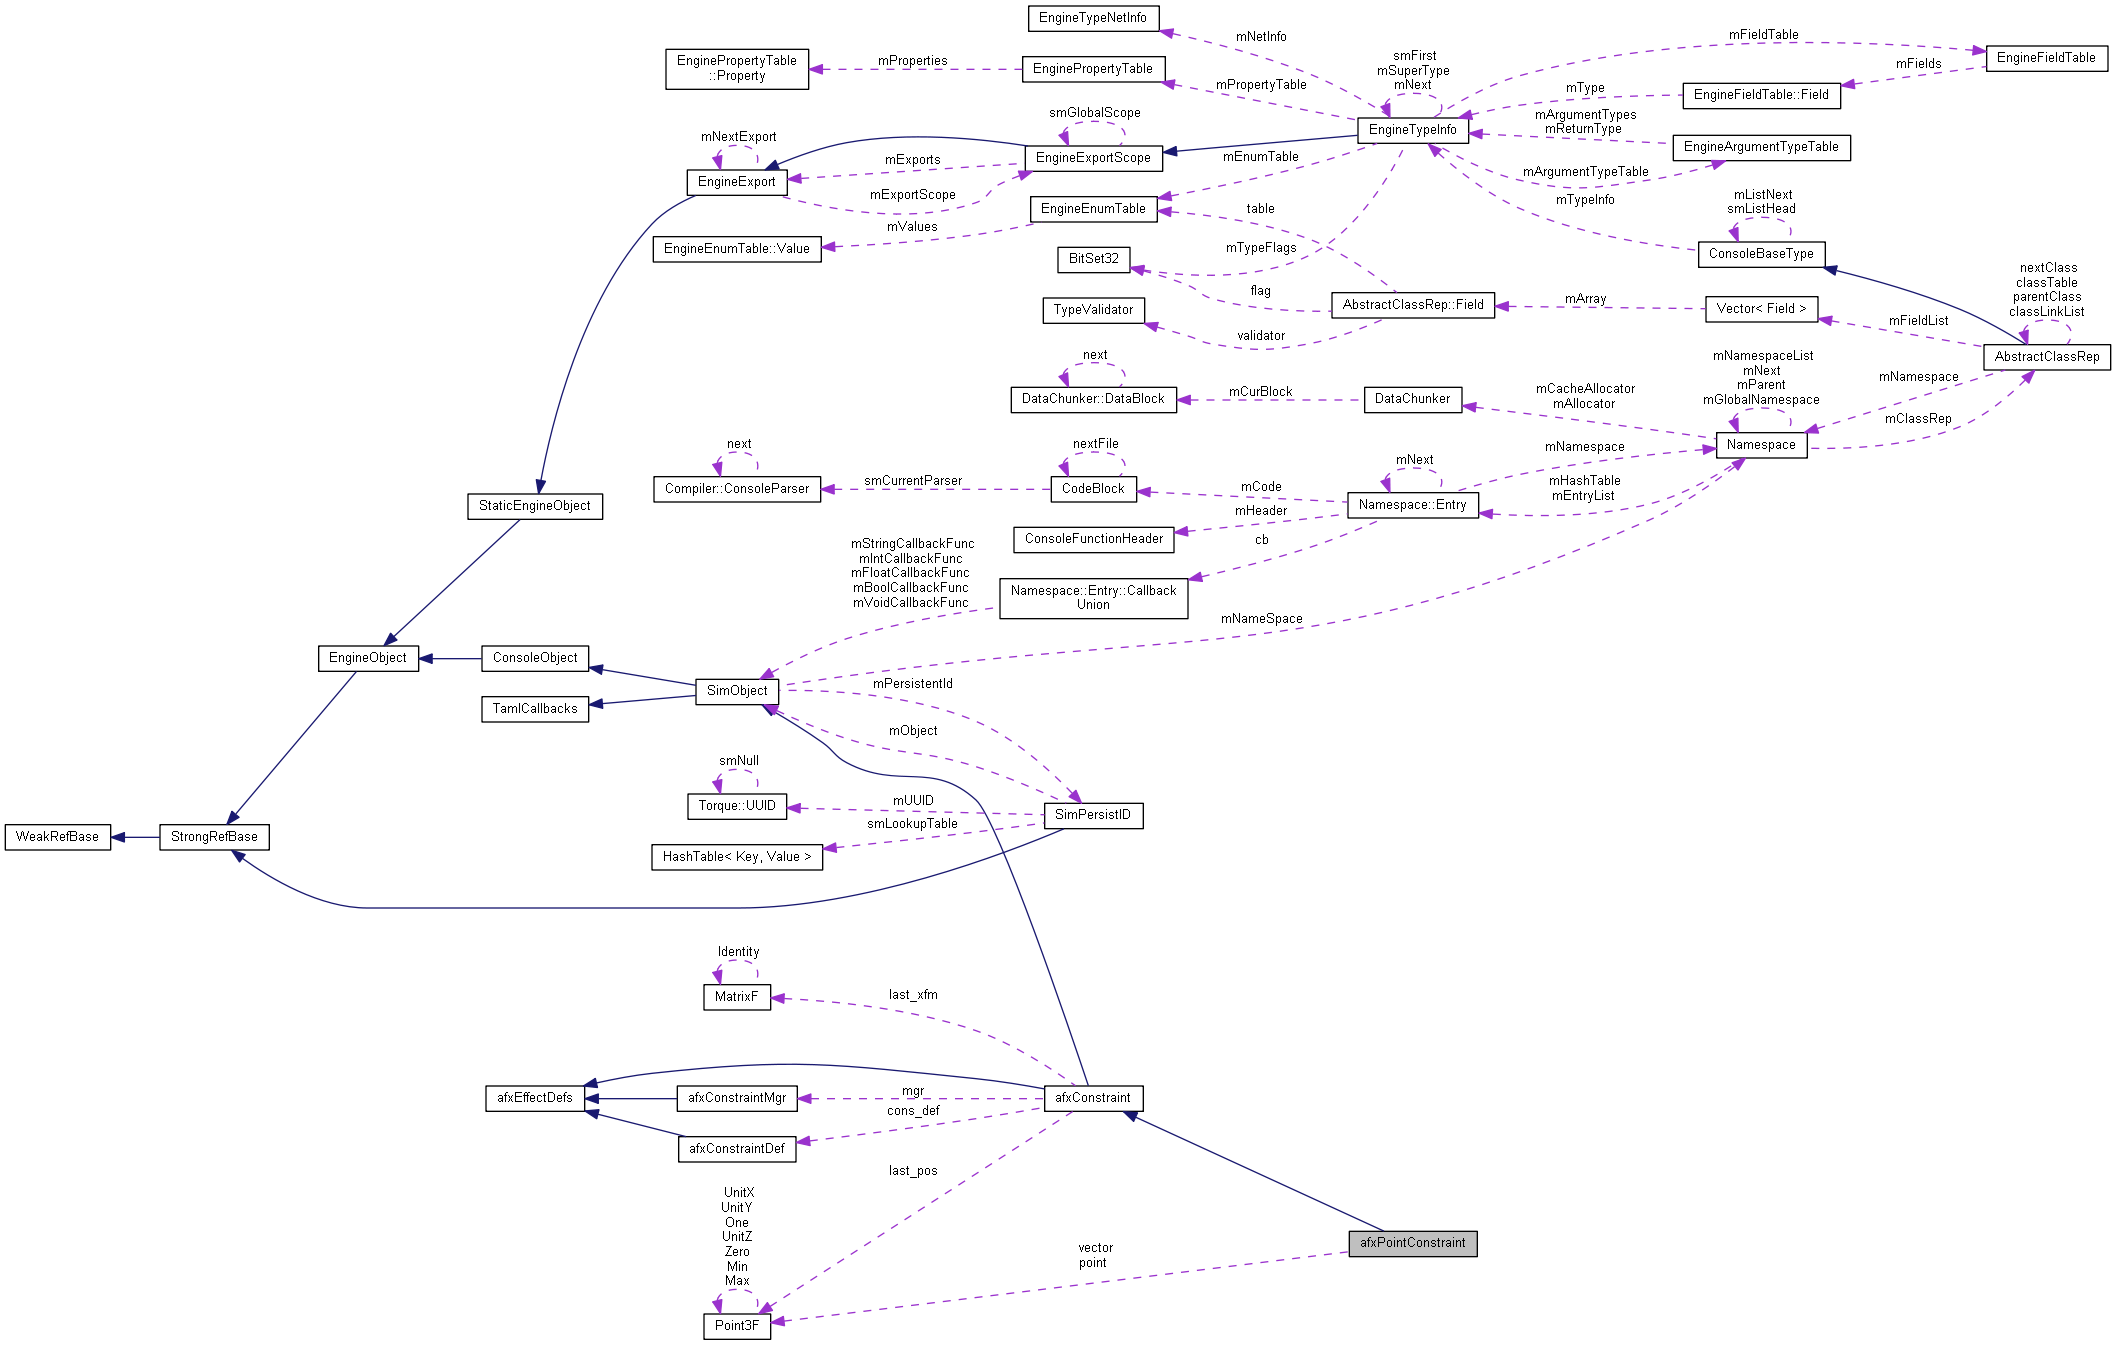 EngineTypeNetInfo
mNetInfo
mFieldTable
EngineFieldTable
EnginePropertyTable
::Property
mProperties
EnginePropertyTable
mPropertyTable
smFirst
mSuperType
mNext
mFields
mType
EngineFieldTable::Field
mNextExport
smGlobalScope
EngineTypeInfo
mArgumentTypes
mReturnType
EngineArgumentTypeTable
EngineExport
mExports
EngineExportScope
mEnumTable
mArgumentTypeTable
mExportScope
EngineEnumTable
table
mTypeInfo
mListNext
smListHead
EngineEnumTable::Value
mValues
BitSet32
mTypeFlags
ConsoleBaseType
nextClass
classTable
parentClass
classLinkList
flag
AbstractClassRep::Field
mArray
Vector< Field >
TypeValidator
validator
mFieldList
AbstractClassRep
next
mNamespaceList
mNext
mParent
mGlobalNamespace
mNamespace
DataChunker::DataBlock
mCurBlock
DataChunker
mCacheAllocator
mAllocator
mClassRep
next
nextFile
mNext
mNamespace
Namespace
Compiler::ConsoleParser
smCurrentParser
CodeBlock
mCode
Namespace::Entry
mHashTable
mEntryList
StaticEngineObject
mHeader
ConsoleFunctionHeader
cb
mStringCallbackFunc
mIntCallbackFunc
mFloatCallbackFunc
mBoolCallbackFunc
mVoidCallbackFunc
Namespace::Entry::Callback
Union
mNameSpace
EngineObject
ConsoleObject
SimObject
mPersistentId
TamlCallbacks
mObject
smNull
Torque::UUID
mUUID
SimPersistID
smLookupTable
WeakRefBase
StrongRefBase
HashTable< Key, Value >
Identity
MatrixF
last_xfm
afxEffectDefs
afxConstraintMgr
mgr
afxConstraint
cons_def
afxConstraintDef
last_pos
UnitX
UnitY
One
UnitZ
Zero
Min
Max
vector
point
afxPointConstraint
Point3F